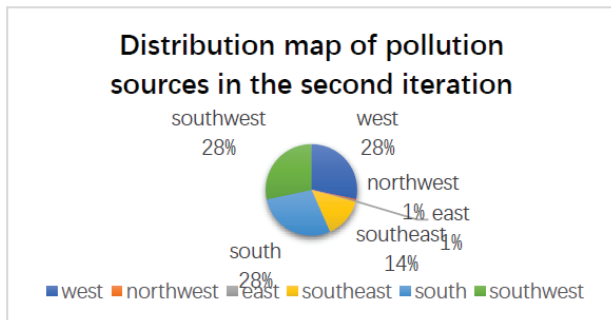 Distribution map of pollution
sources in the second iteration
southwest
28%
west
28%
northwest
1%
east
1%
southeast
14%
south
28%
west northwest east southeast south southwest